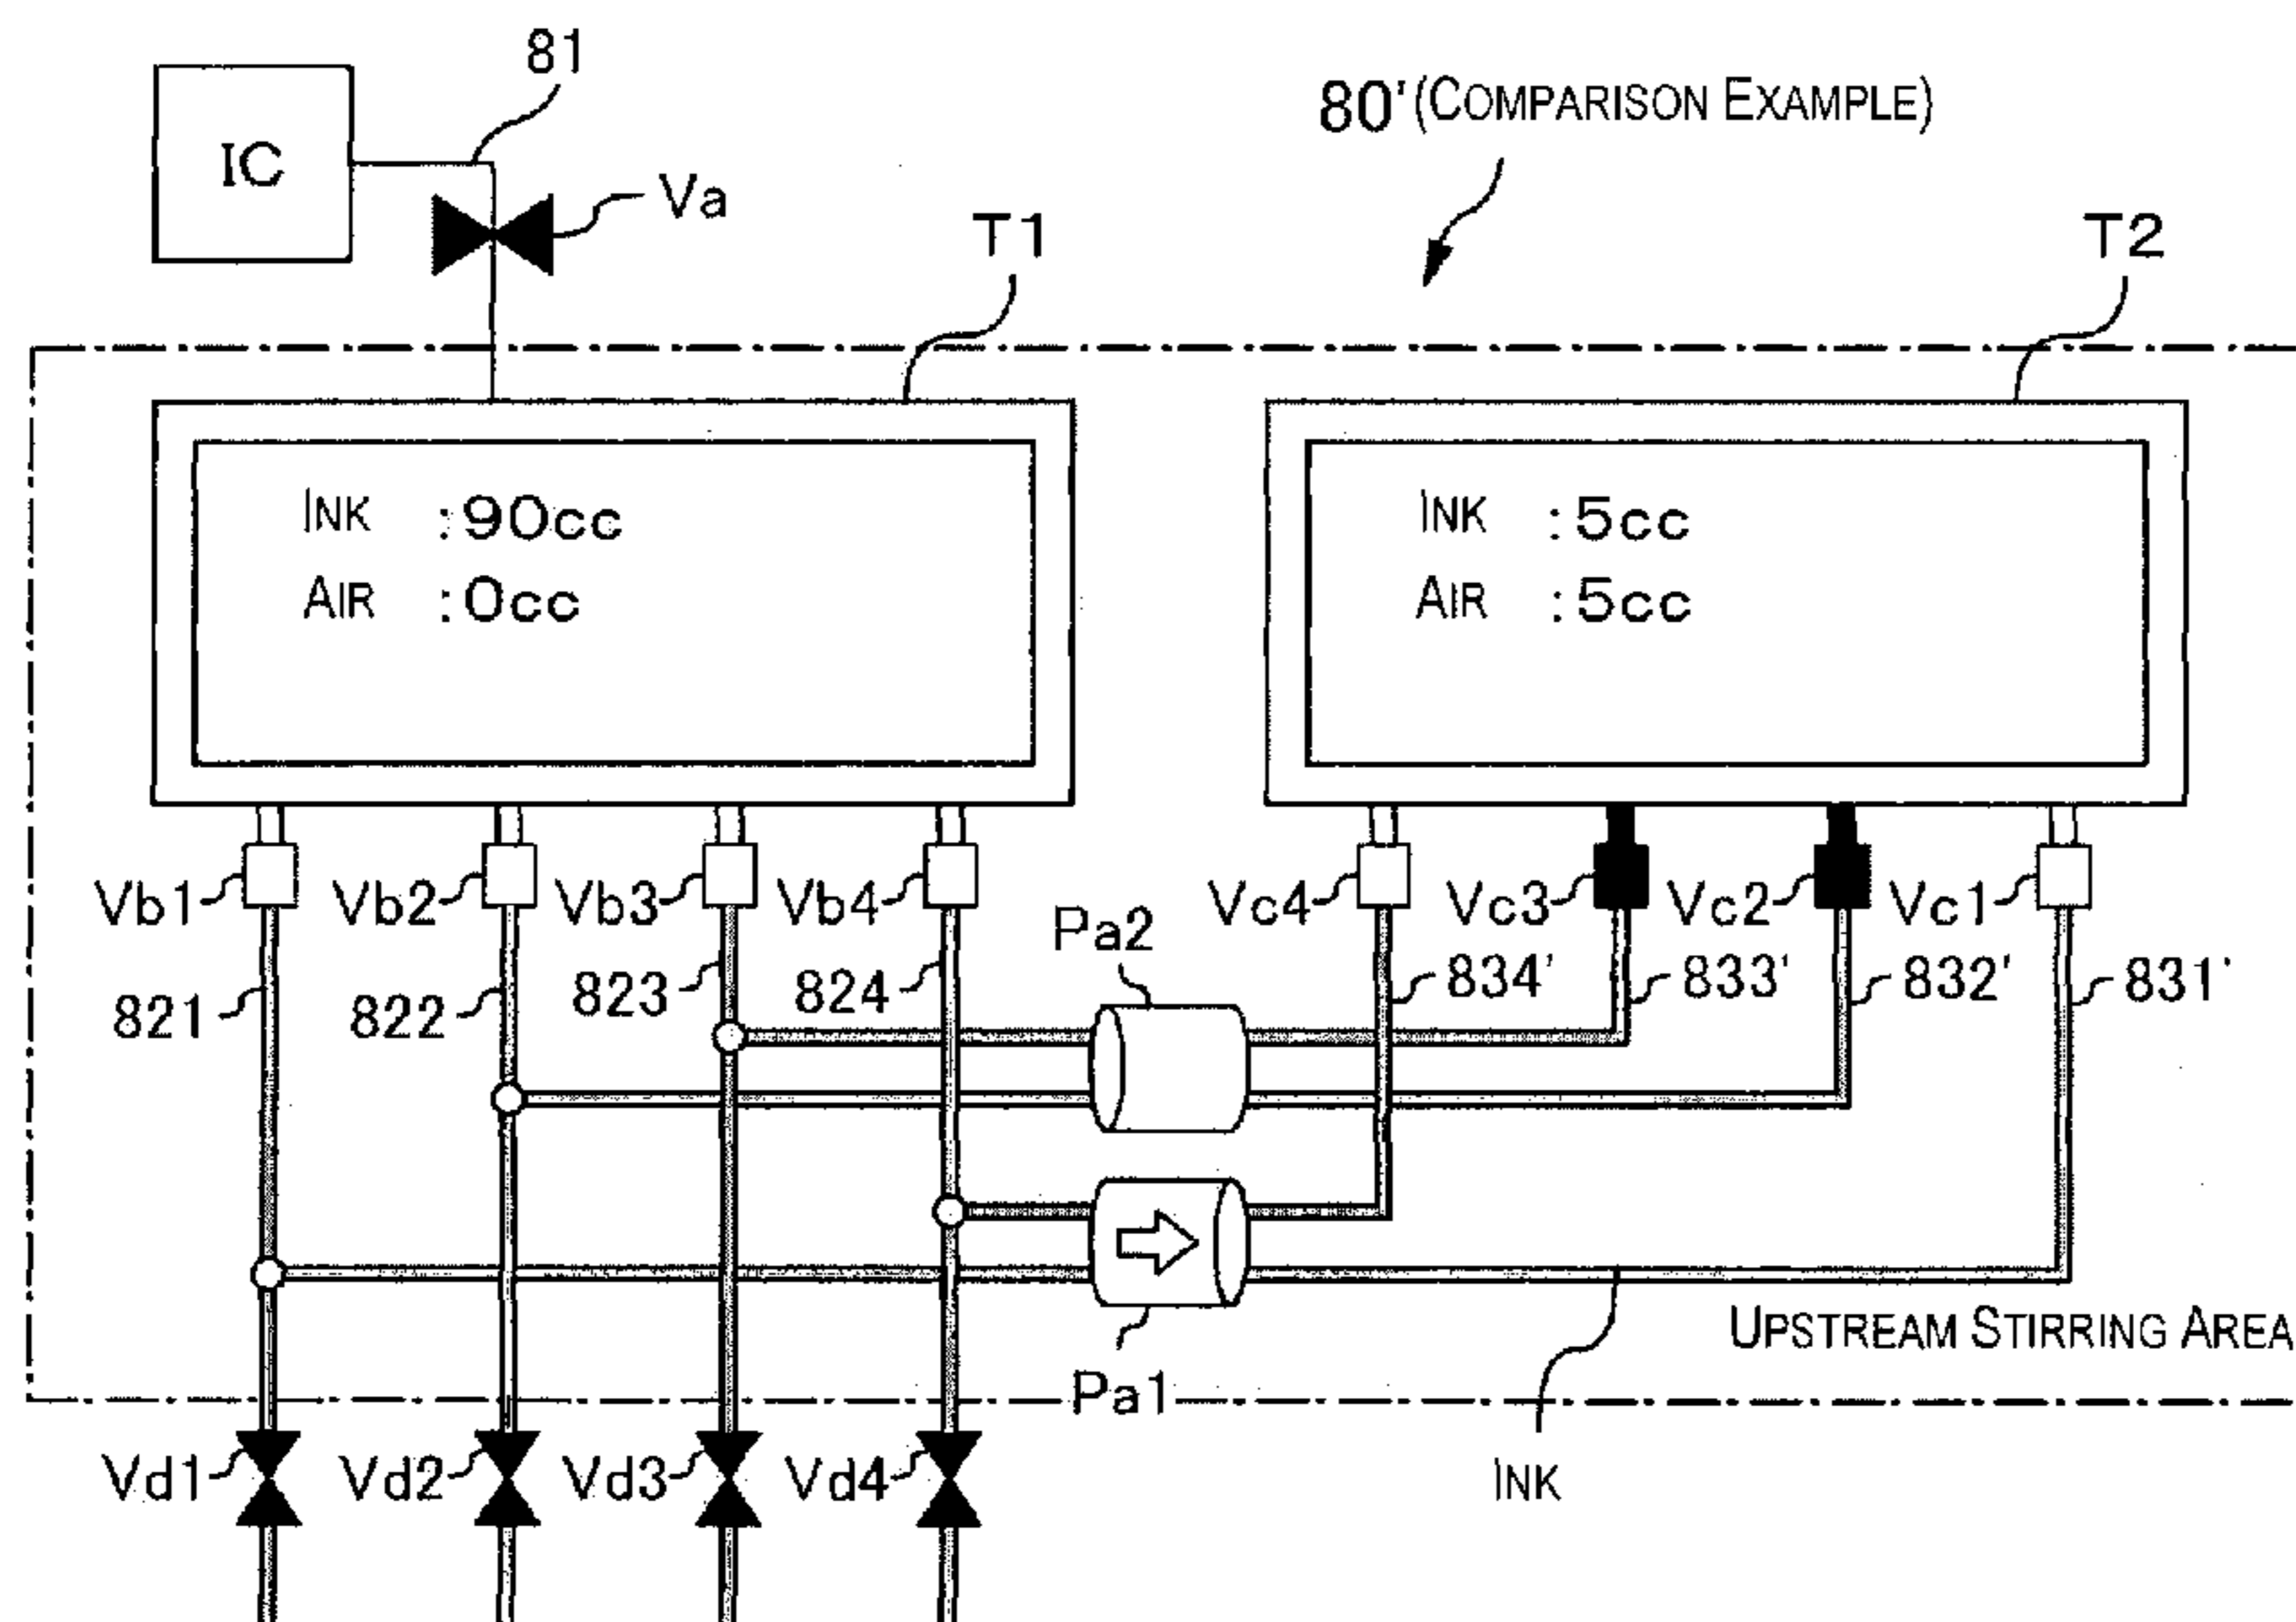 81
80' (COMPARISON EXAMPLE)
IC
Va
T1
T2
INK :90cc
AIR :0cc
INK :5cc
AIR :5cc
Vb1
Vb2
Vb3
Vb4
Vc4
Vc3
Vc2
Vc1
Pa2
821
822
823
824
834'
833'
832'
831'
UPSTREAM STIRRING AREA
Pa1
Vd1
Vd2
Vd3
Vd4
INK